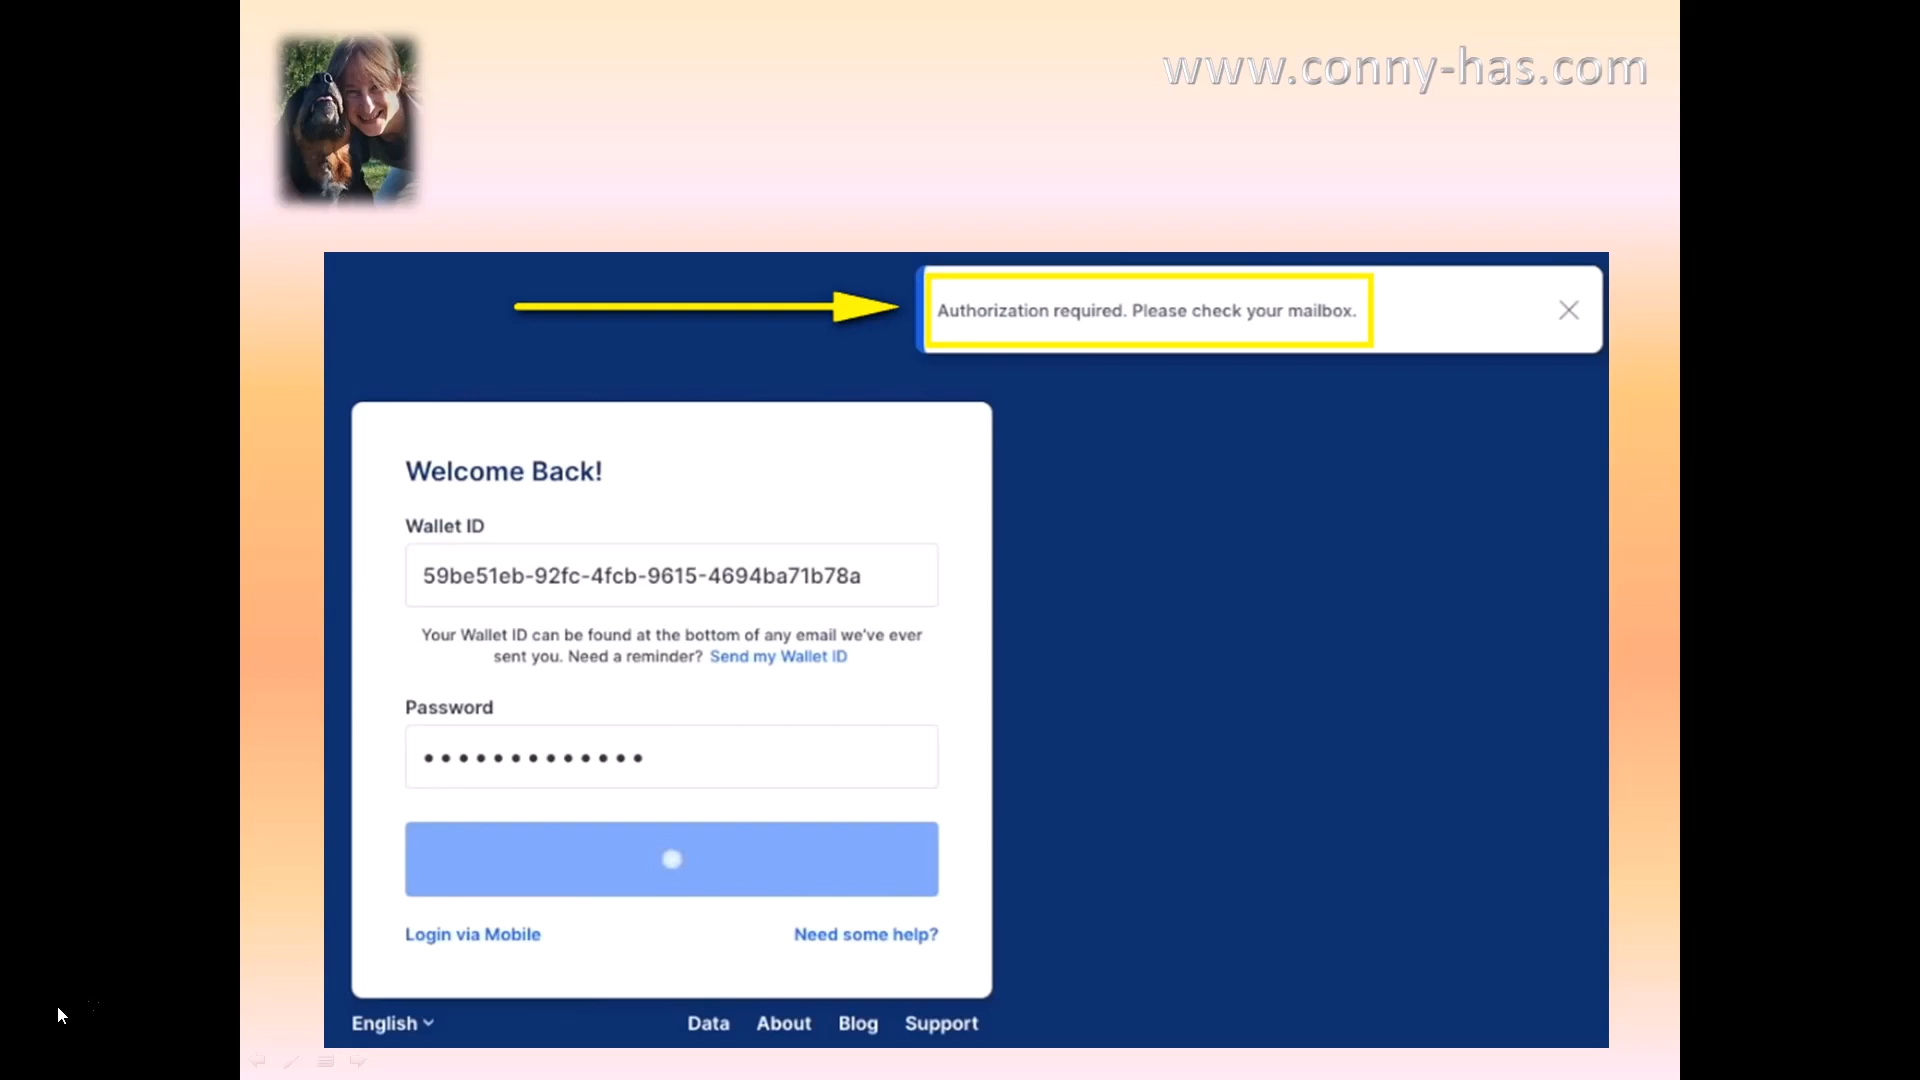 www.conny-has.com
Authorization required. Please check your mailbox.
Welcome Back!
Wallet ID
59be51eb-92fc-4fcb-9615-4694ba71b78a
Your Wallet ID can be found at the bottom of any email we've ever
sent you. Need a reminder? Send my Wallet ID
Password
Login via Mobile
Need some help?
English
Data
About
Blog
Support